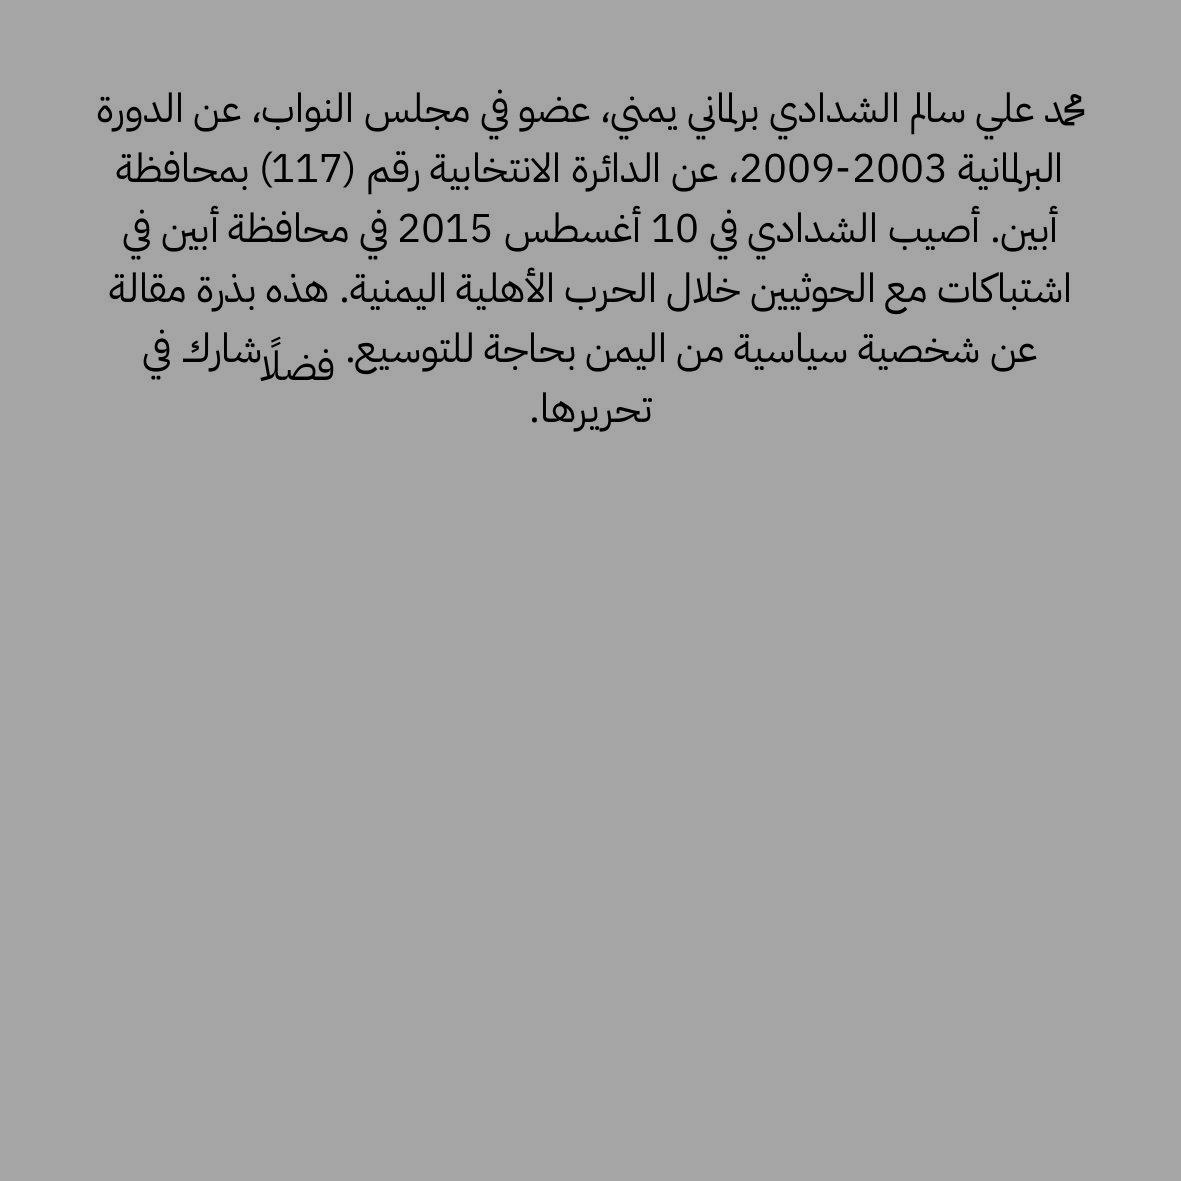 محمد علي سالم الشدادي برلماني يمني، عضو في مجلس النواب، عن الدورة
البرلمانية 2003-2009، عن الدائرة الانتخابية رقم (117) بمحافظة
أبين. أصيب الشدادي في 10 أغسطس 2015 في محافظة أبين في
اشتباكات مع الحوثيين خلال الحرب الأهلية اليمنية. هذه بذرة مقالة
عن شخصية سياسية من اليمن بحاجة للتوسيع. فضلًا شارك في
تحريرها.